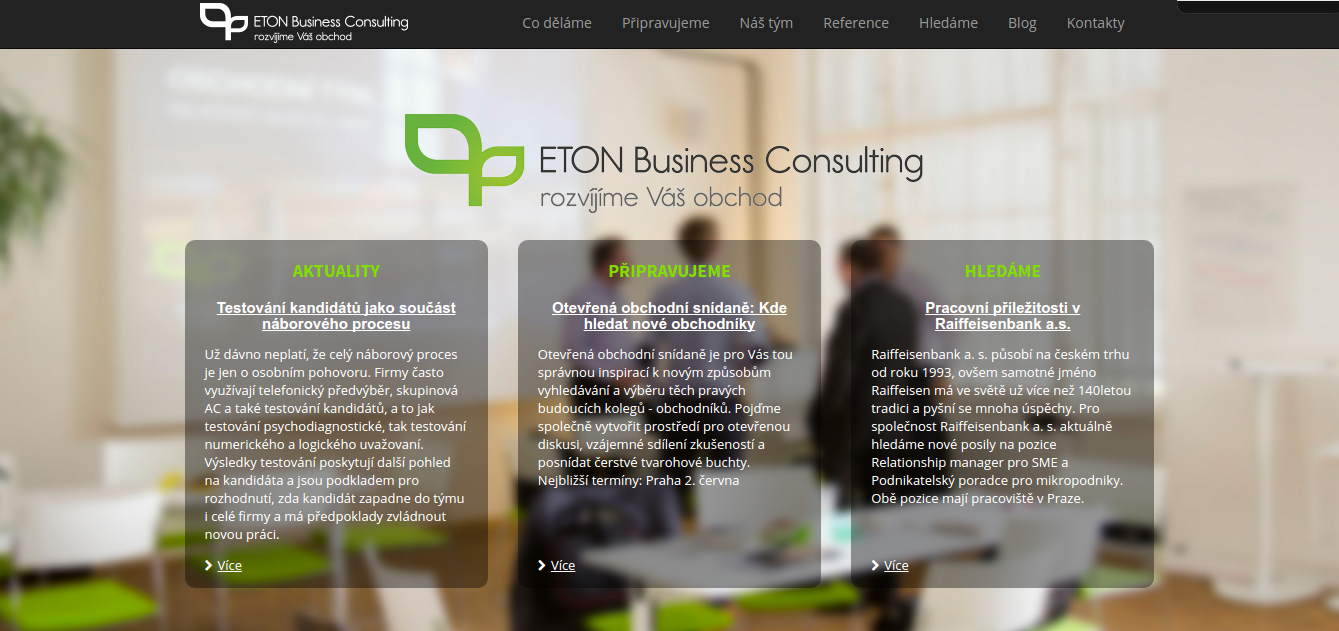 ETON Business Consulting
rozvíjíme Váš obchod
Co děláme Připravujeme Náš tým Reference Hledáme Blog Kontakty
ETON Business Consulting
rozvíjíme Váš obchod
AKTUALITY
Testování kandidátů jako součást
náborového procesu
Už dávno neplatí, že celý náborový proces
je jen o osobním pohovoru. Firmy často
využívají telefonický předvýběr, skupinová
AC a také testování kandidátů, a to jak
testování psychodiagnostické, tak testování
numerického a logického uvažovaní.
Výsledky testování poskytují další pohled
na kandidáta a jsou podkladem pro
rozhodnutí, zda kandidát zapadne do týmu
i celé firmy a má předpoklady zvládnout
novou práci.
Více
PŘIPRAVUJEME
Otevřená obchodní snídaně: Kde
hledat nové obchodníky
Otevřená obchodní snídaně je pro Vás tou
správnou inspirací k novým způsobům
vyhledávání a výběru těch pravých
budoucích kolegů - obchodníků. Pojďme
společně vytvořit prostředí pro otevřenou
diskusi, vzájemné sdílení zkušeností a
posnídat čerstvé tvarohové buchty.
Nejbližší termíny: Praha 2. června
Více
HLEDÁME
Pracovní příležitosti v
Raiffeisenbank a.s.
Raiffeisenbank a. s. působí na českém trhu
od roku 1993, ovšem samotné jméno
Raiffeisen má ve světě už více než 140letou
tradici a pyšní se mnoha úspěchy. Pro
společnost Raiffeisenbank a. s. aktuálně
hledáme nové posily na pozice
Relationship manager pro SME a
Podnikatelský poradce pro mikropodniky.
Obě pozice mají pracoviště v Praze.
Více